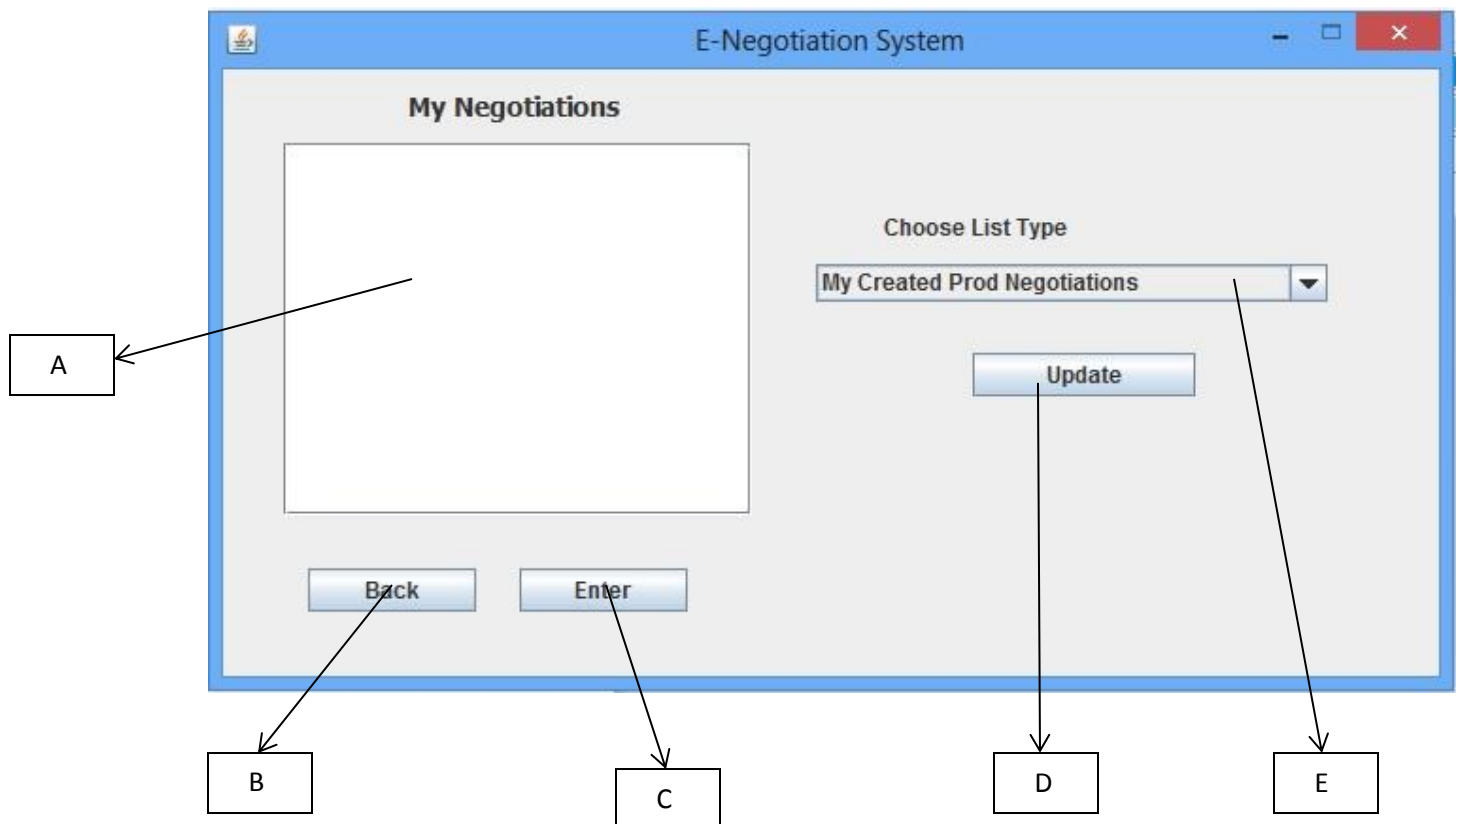 E-Negotiation System
My Negotiations
Choose List Type
My Created Prod Negotiations
A
Update
Back
Enter
B
C
D
E